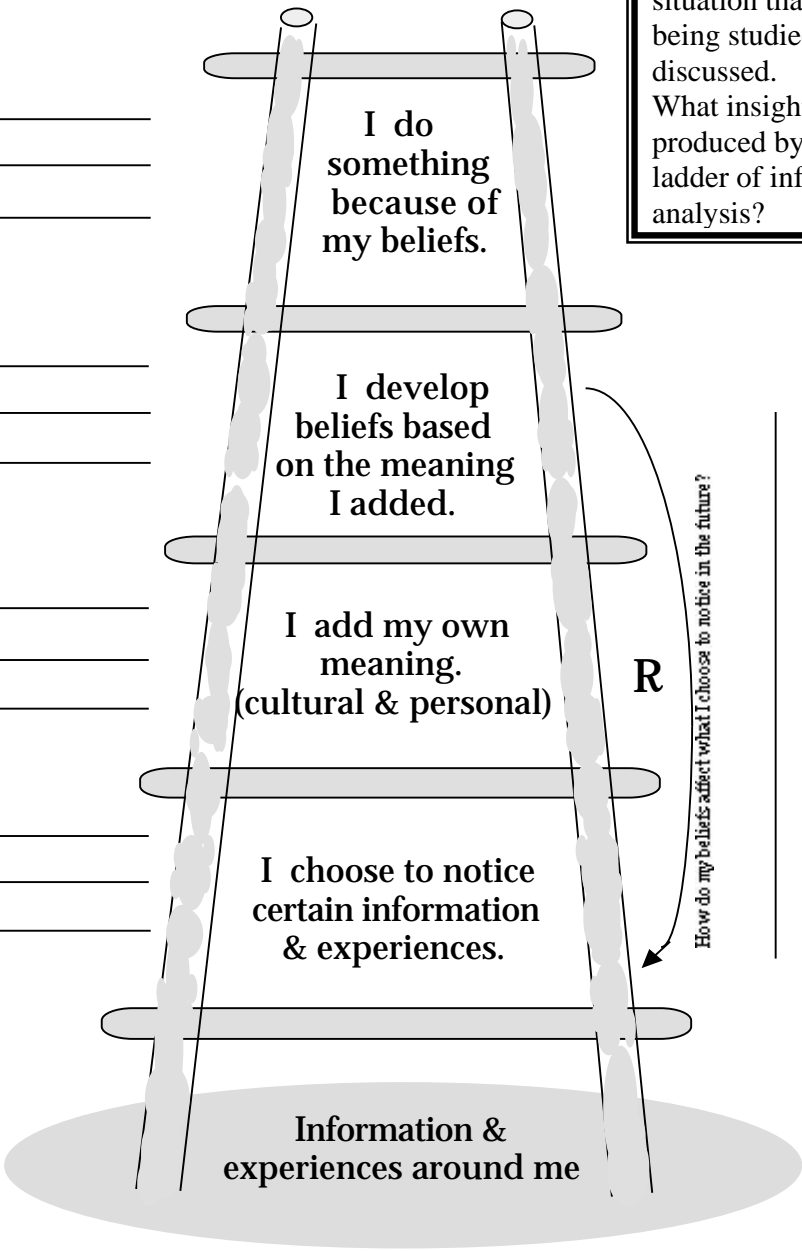 situation tha
being studie
discussed.
What insigh
produced by
ladder of inf
analysis?
I do
something
because of
my beliefs.
I develop
beliefs based
on the meaning
I added.
I add my own
meaning.
(cultural & personal)
R
How do my beliefs affect what I choose to notice in the future?
I choose to notice
certain information
& experiences.
Information &
experiences around me